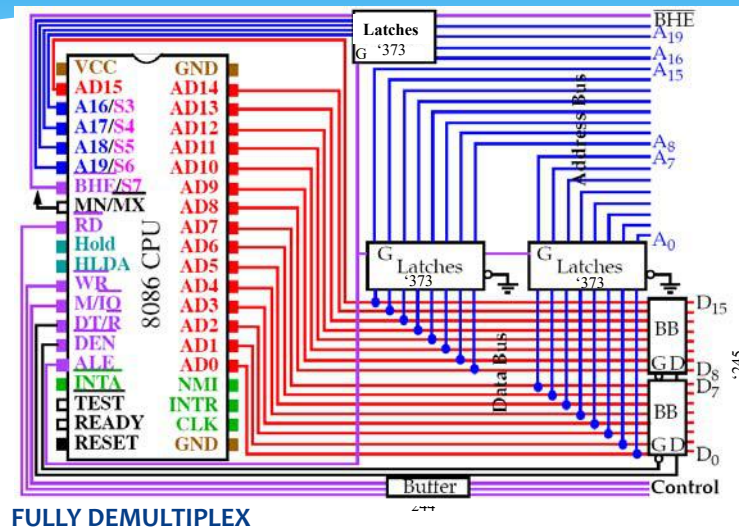 Latches
G '373
BHE
A19
A16
A15
A8
A7
A0
Address Bus
VCC GND
AD15 AD14
A16/S3 AD13
A17/S4 AD12
A18/S5 AD11
A19/S6 AD10
BHE/S7 AD9
MN/MX AD8
RD AD7
Hold AD6
HLDA AD5
WR AD4
M/IO AD3
DT/R AD2
DEN AD1
ALE AD0
INTA NMI
TEST INTR
READY CLK
RESET GND
8086 CPU
G
Latches
'373
G
Latches
'373
Data Bus
D15
BB
G D
D8
D7
BB
G D
D0
'245
Buffer
244
Control
FULLY DEMULTIPLEX